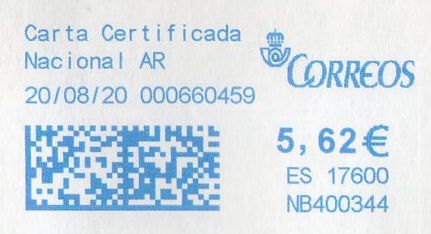 Carta Certificada
Nacional AR
CORREOS
20/08/20 000660459
5,62€
ES 17600
NB400344